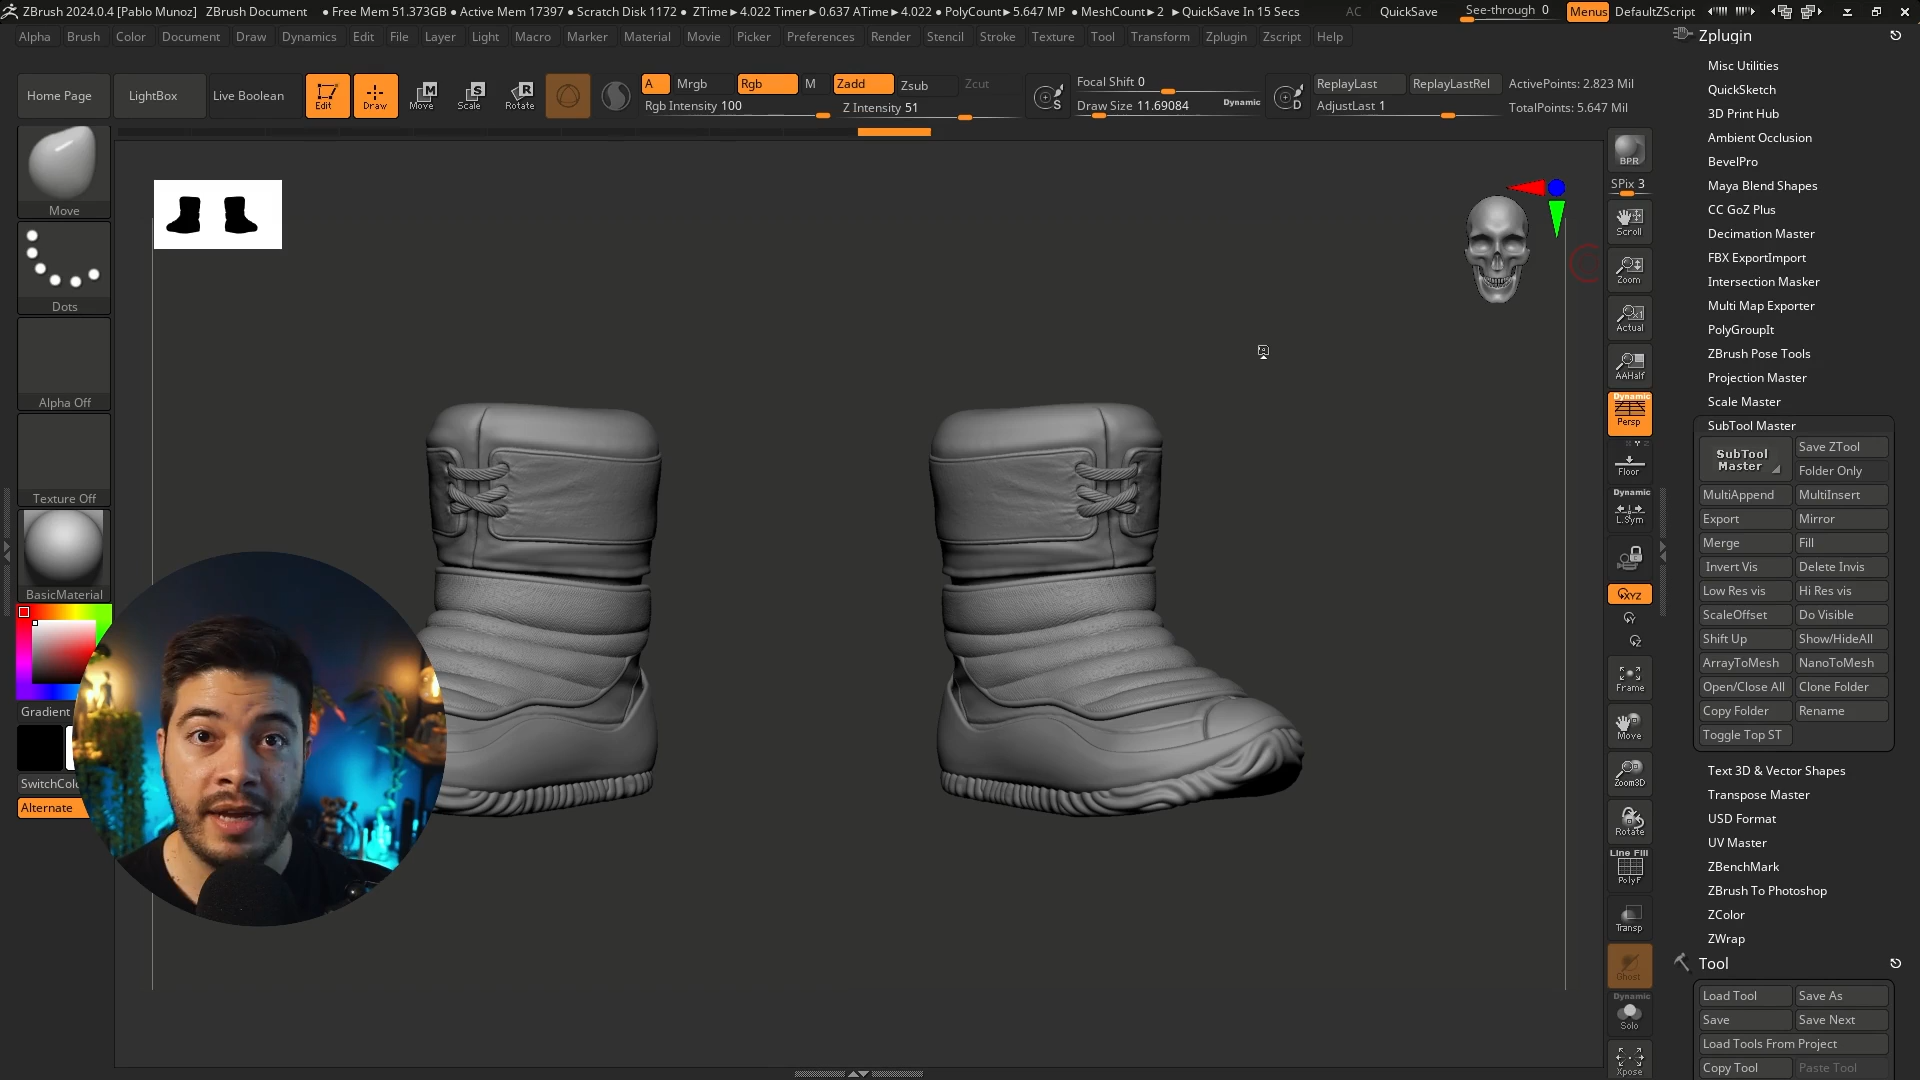 ZBrush 2024.0.4 [Pablo Munoz] ZBrush Document ● Free Mem 51.373GB ● Active Mem 17397 ● Scratch Disk 1172 ● ZTime►4.022 Timer►0.637 ATime►4.022 ● PolyCount►5.647 MP ● MeshCount►2 ►QuickSave In 15 Secs AC QuickSave See-through 0 Menus DefaultZScript
Alpha Brush Color Document Draw Dynamics Edit File Layer Light Macro Marker Material Movie Picker Preferences Render Stencil Stroke Texture Tool Transform Zplugin Zscript Help
Home Page LightBox Live Boolean Edit Draw Move Scale Rotate
A Mrgb Rgb M Zadd Zsub Zcut
Rgb Intensity 100 Z Intensity 51
Focal Shift 0
Draw Size 11.69084 Dynamic
ReplayLast ReplayLastRel ActivePoints: 2.823 Mil
AdjustLast 1 TotalPoints: 5.647 Mil
Move
Dots
Alpha Off
Texture Off
BasicMaterial
Gradient
SwitchColo
Alternate
BPR
SPix 3
Scroll
Zoom
Actual
AAHalf
Dynamic
Persp
Floor
Dynamic
L.Sym
XYZ
Frame
Move
Zoom3D
Rotate
Line Fill
PolyF
Transp
Ghost
Dynamic
Solo
Xpose
Zplugin
Misc Utilities
QuickSketch
3D Print Hub
Ambient Occlusion
BevelPro
Maya Blend Shapes
CC GoZ Plus
Decimation Master
FBX ExportImport
Intersection Masker
Multi Map Exporter
PolyGroupIt
ZBrush Pose Tools
Projection Master
Scale Master
SubTool Master
SubTool Master Save ZTool
Folder Only
MultiAppend MultiInsert
Export Mirror
Merge Fill
Invert Vis Delete Invis
Low Res vis Hi Res vis
ScaleOffset Do Visible
Shift Up Show/HideAll
ArrayToMesh NanoToMesh
Open/Close All Clone Folder
Copy Folder Rename
Toggle Top ST
Text 3D & Vector Shapes
Transpose Master
USD Format
UV Master
ZBenchMark
ZBrush To Photoshop
ZColor
ZWrap
Tool
Load Tool Save As
Save Save Next
Load Tools From Project
Copy Tool Paste Tool